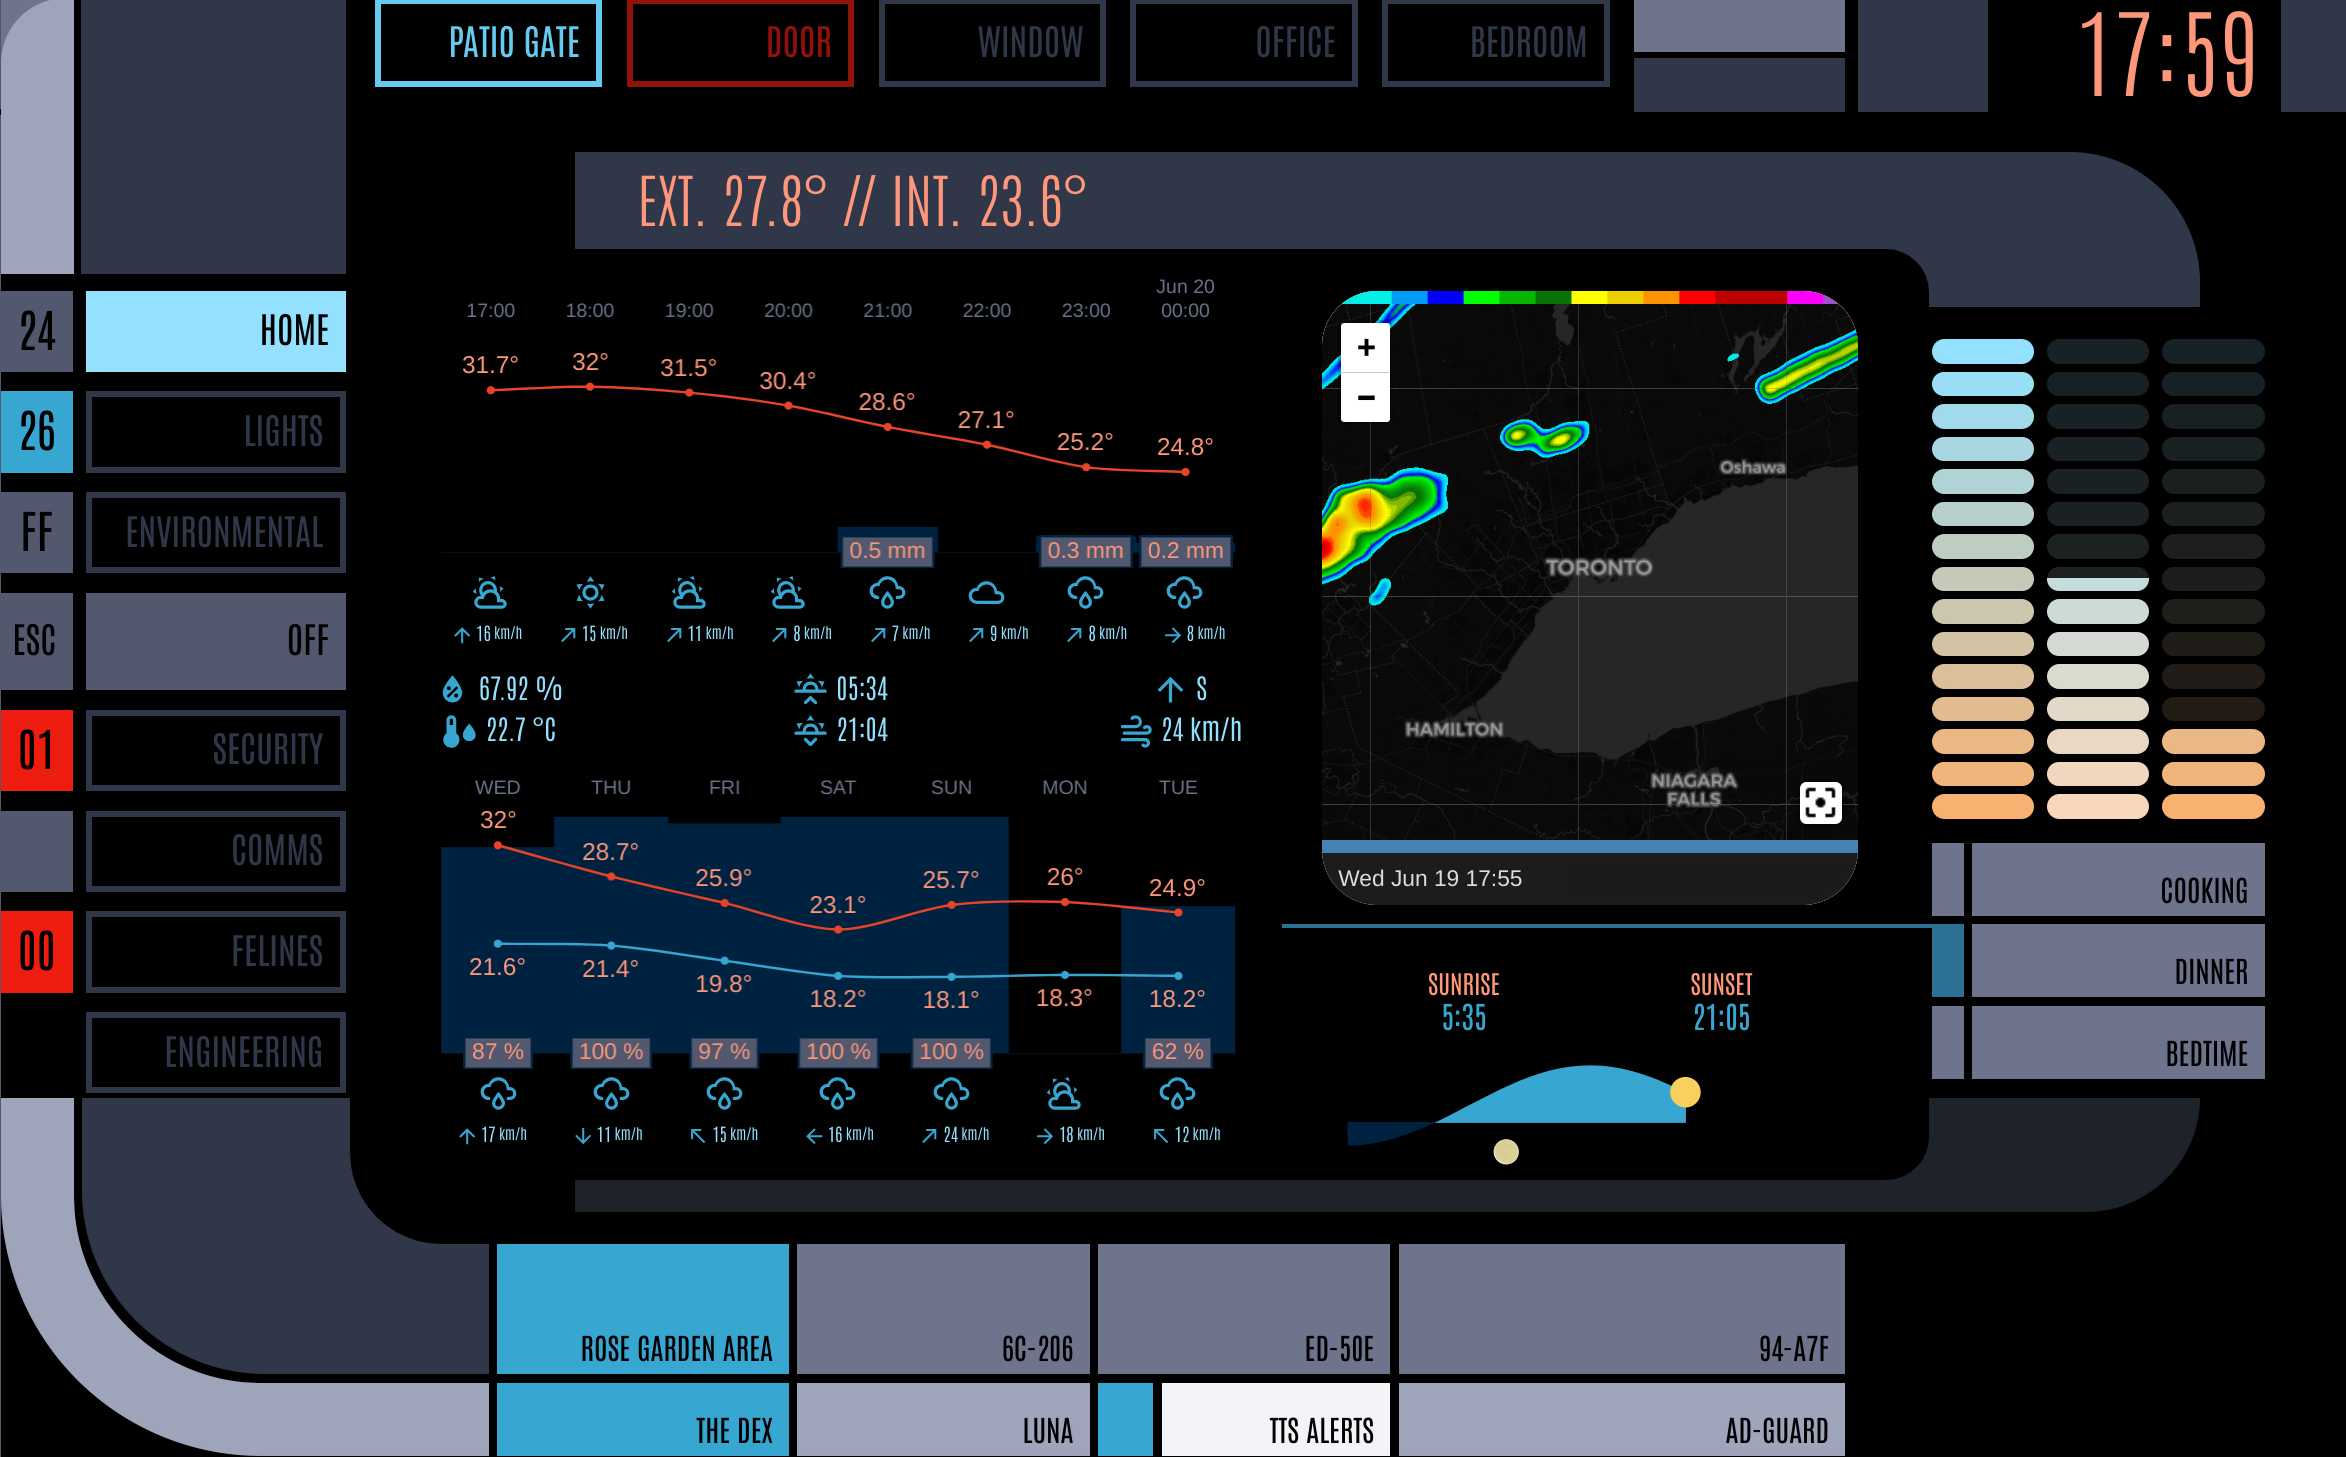 PATIO GATE
DOOR
WINDOW
OFFICE
BEDROOM
17:59
EXT. 27.8° // INT. 23.6°
24 HOME
26 LIGHTS
FF ENVIRONMENTAL
ESC OFF
01 SECURITY
COMMS
00 FELINES
ENGINEERING
Jun 20
17:00 18:00 19:00 20:00 21:00 22:00 23:00 00:00
31.7° 32° 31.5° 30.4° 28.6° 27.1° 25.2° 24.8°
0.5 mm 0.3 mm 0.2 mm
16 km/h 15 km/h 11 km/h 8 km/h 7 km/h 9 km/h 8 km/h 8 km/h
67.92 % 05:34 S
22.7 °C 21:04 24 km/h
WED THU FRI SAT SUN MON TUE
32° 28.7° 25.9° 23.1° 25.7° 26° 24.9°
21.6° 21.4° 19.8° 18.2° 18.1° 18.3° 18.2°
87 % 100 % 97 % 100 % 100 % 62 %
17 km/h 11 km/h 15 km/h 16 km/h 24 km/h 18 km/h 12 km/h
+
−
Oshawa
TORONTO
HAMILTON
NIAGARA
FALLS
Wed Jun 19 17:55
SUNRISE SUNSET
5:35 21:05
COOKING
DINNER
BEDTIME
ROSE GARDEN AREA
6C-206
ED-50E
94-A7F
THE DEX
LUNA
TTS ALERTS
AD-GUARD